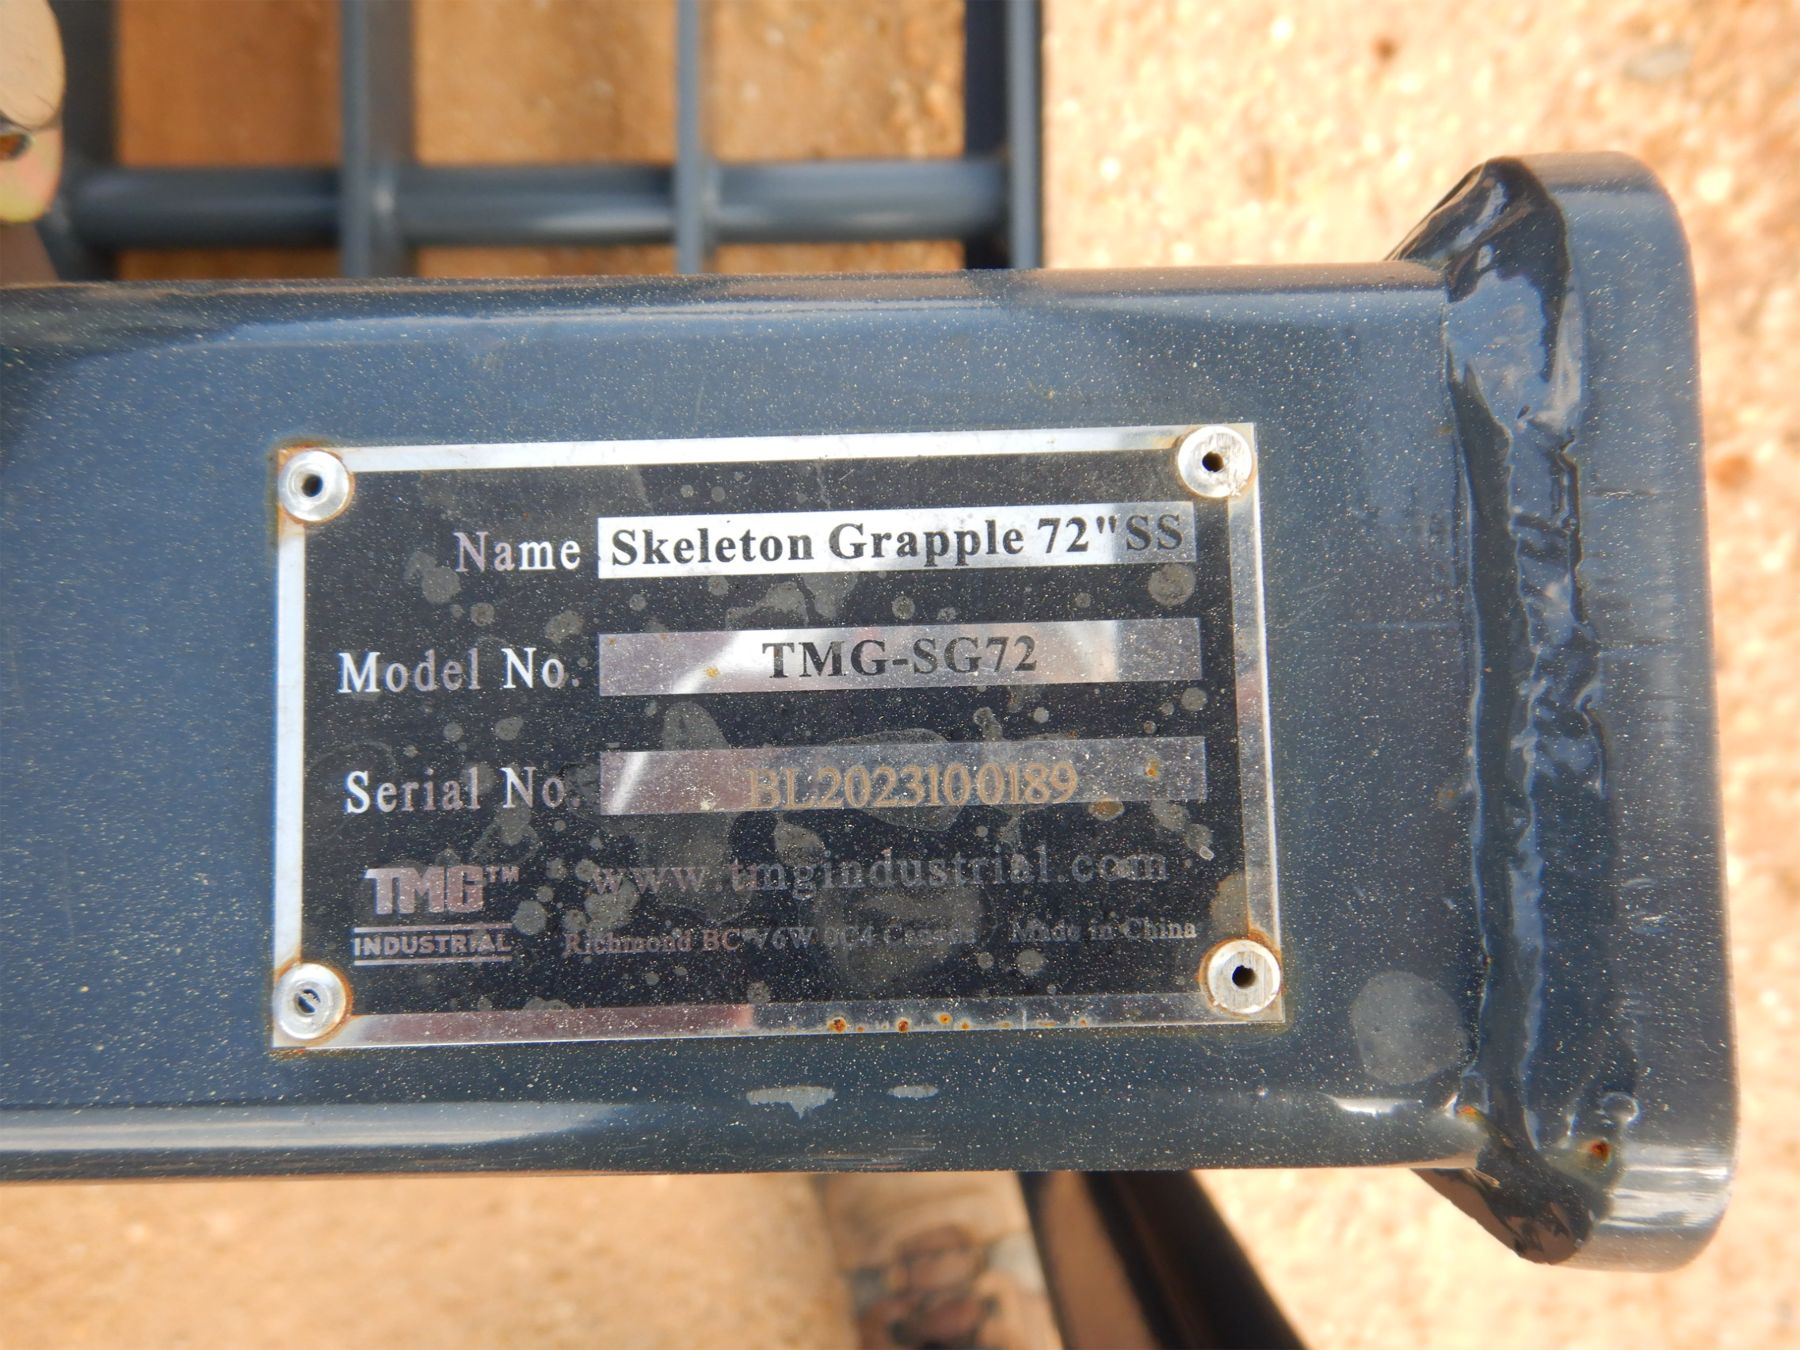 Name Skeleton Grapple 72"SS
Model No. TMG-SG72
Serial No. BL2023100189
TMG™ www.tmgindustrial.com
INDUSTRIAL Richmond BC V6W Canada / Made in China